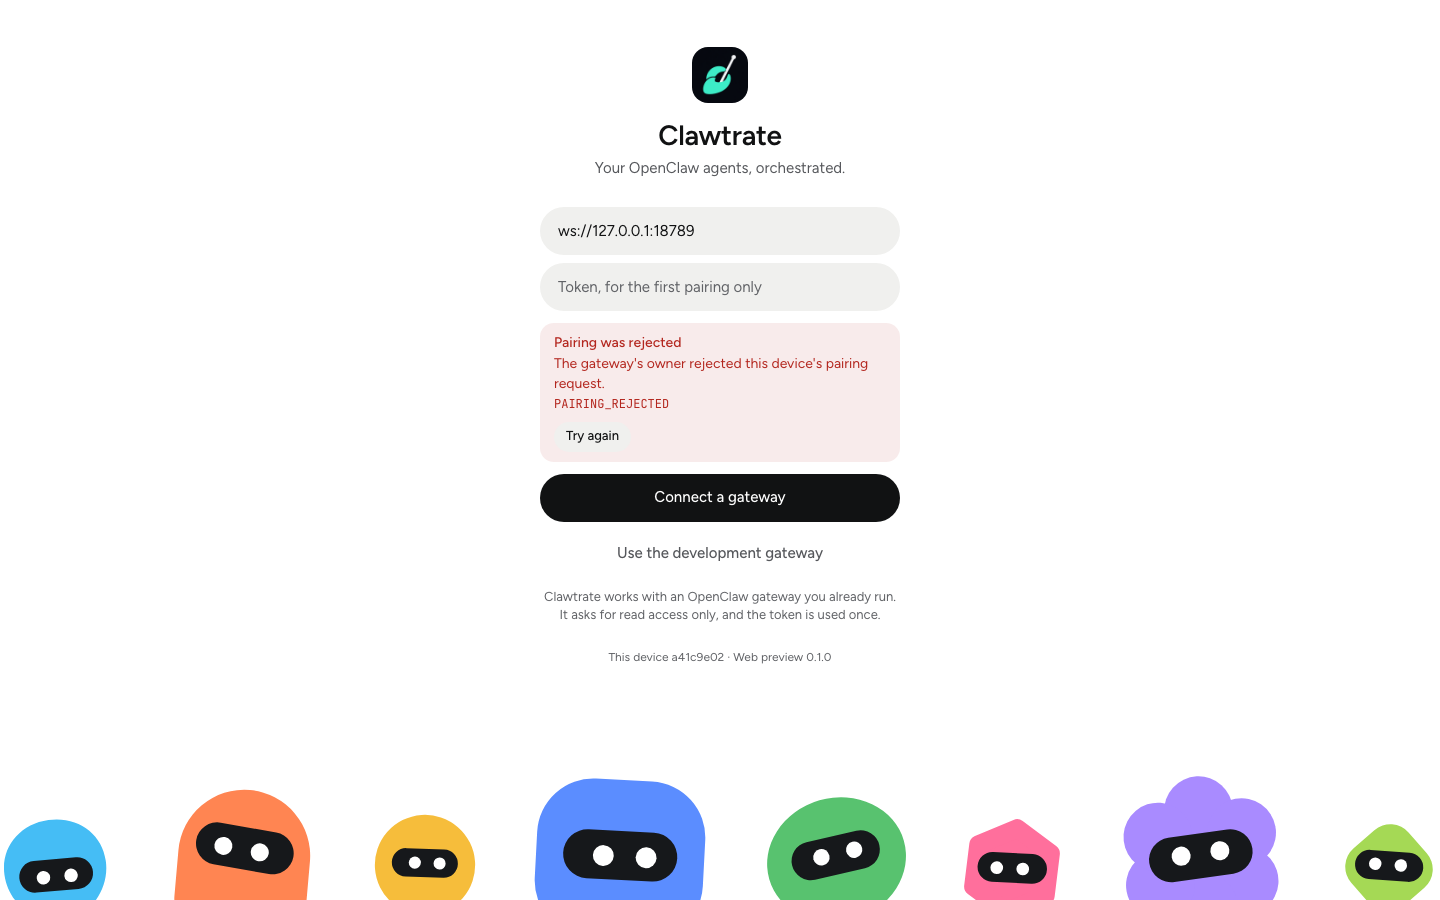 Clawtrate
Your OpenClaw agents, orchestrated.
ws://127.0.0.1:18789
Token, for the first pairing only
Pairing was rejected
The gateway's owner rejected this device's pairing
request.
PAIRING_REJECTED
Try again
Connect a gateway
Use the development gateway
Clawtrate works with an OpenClaw gateway you already run.
It asks for read access only, and the token is used once.
This device a41c9e02 · Web preview 0.1.0